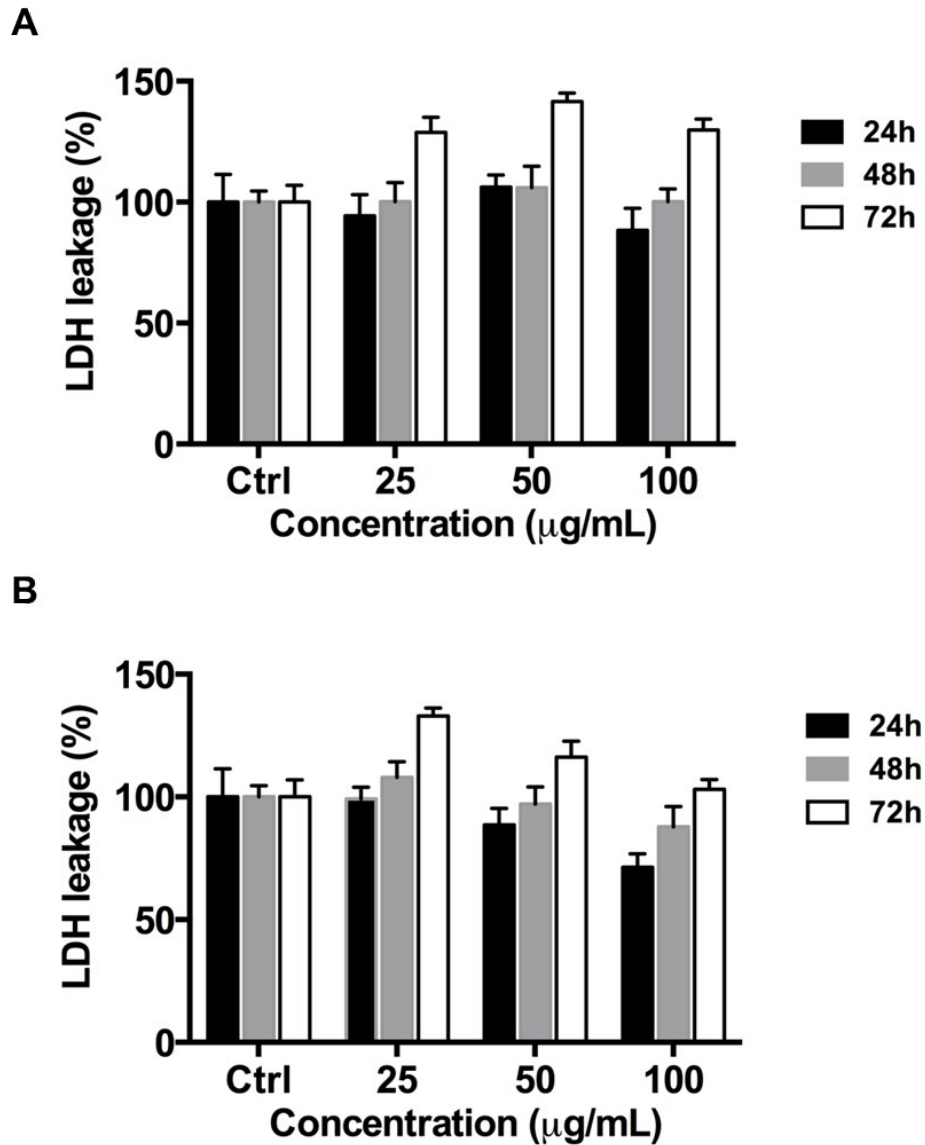 A
150
100
50
0
LDH leakage (%)
Ctrl 25 50 100
Concentration (μg/mL)
24h
48h
72h
B
150
100
50
0
LDH leakage (%)
Ctrl 25 50 100
Concentration (μg/mL)
24h
48h
72h